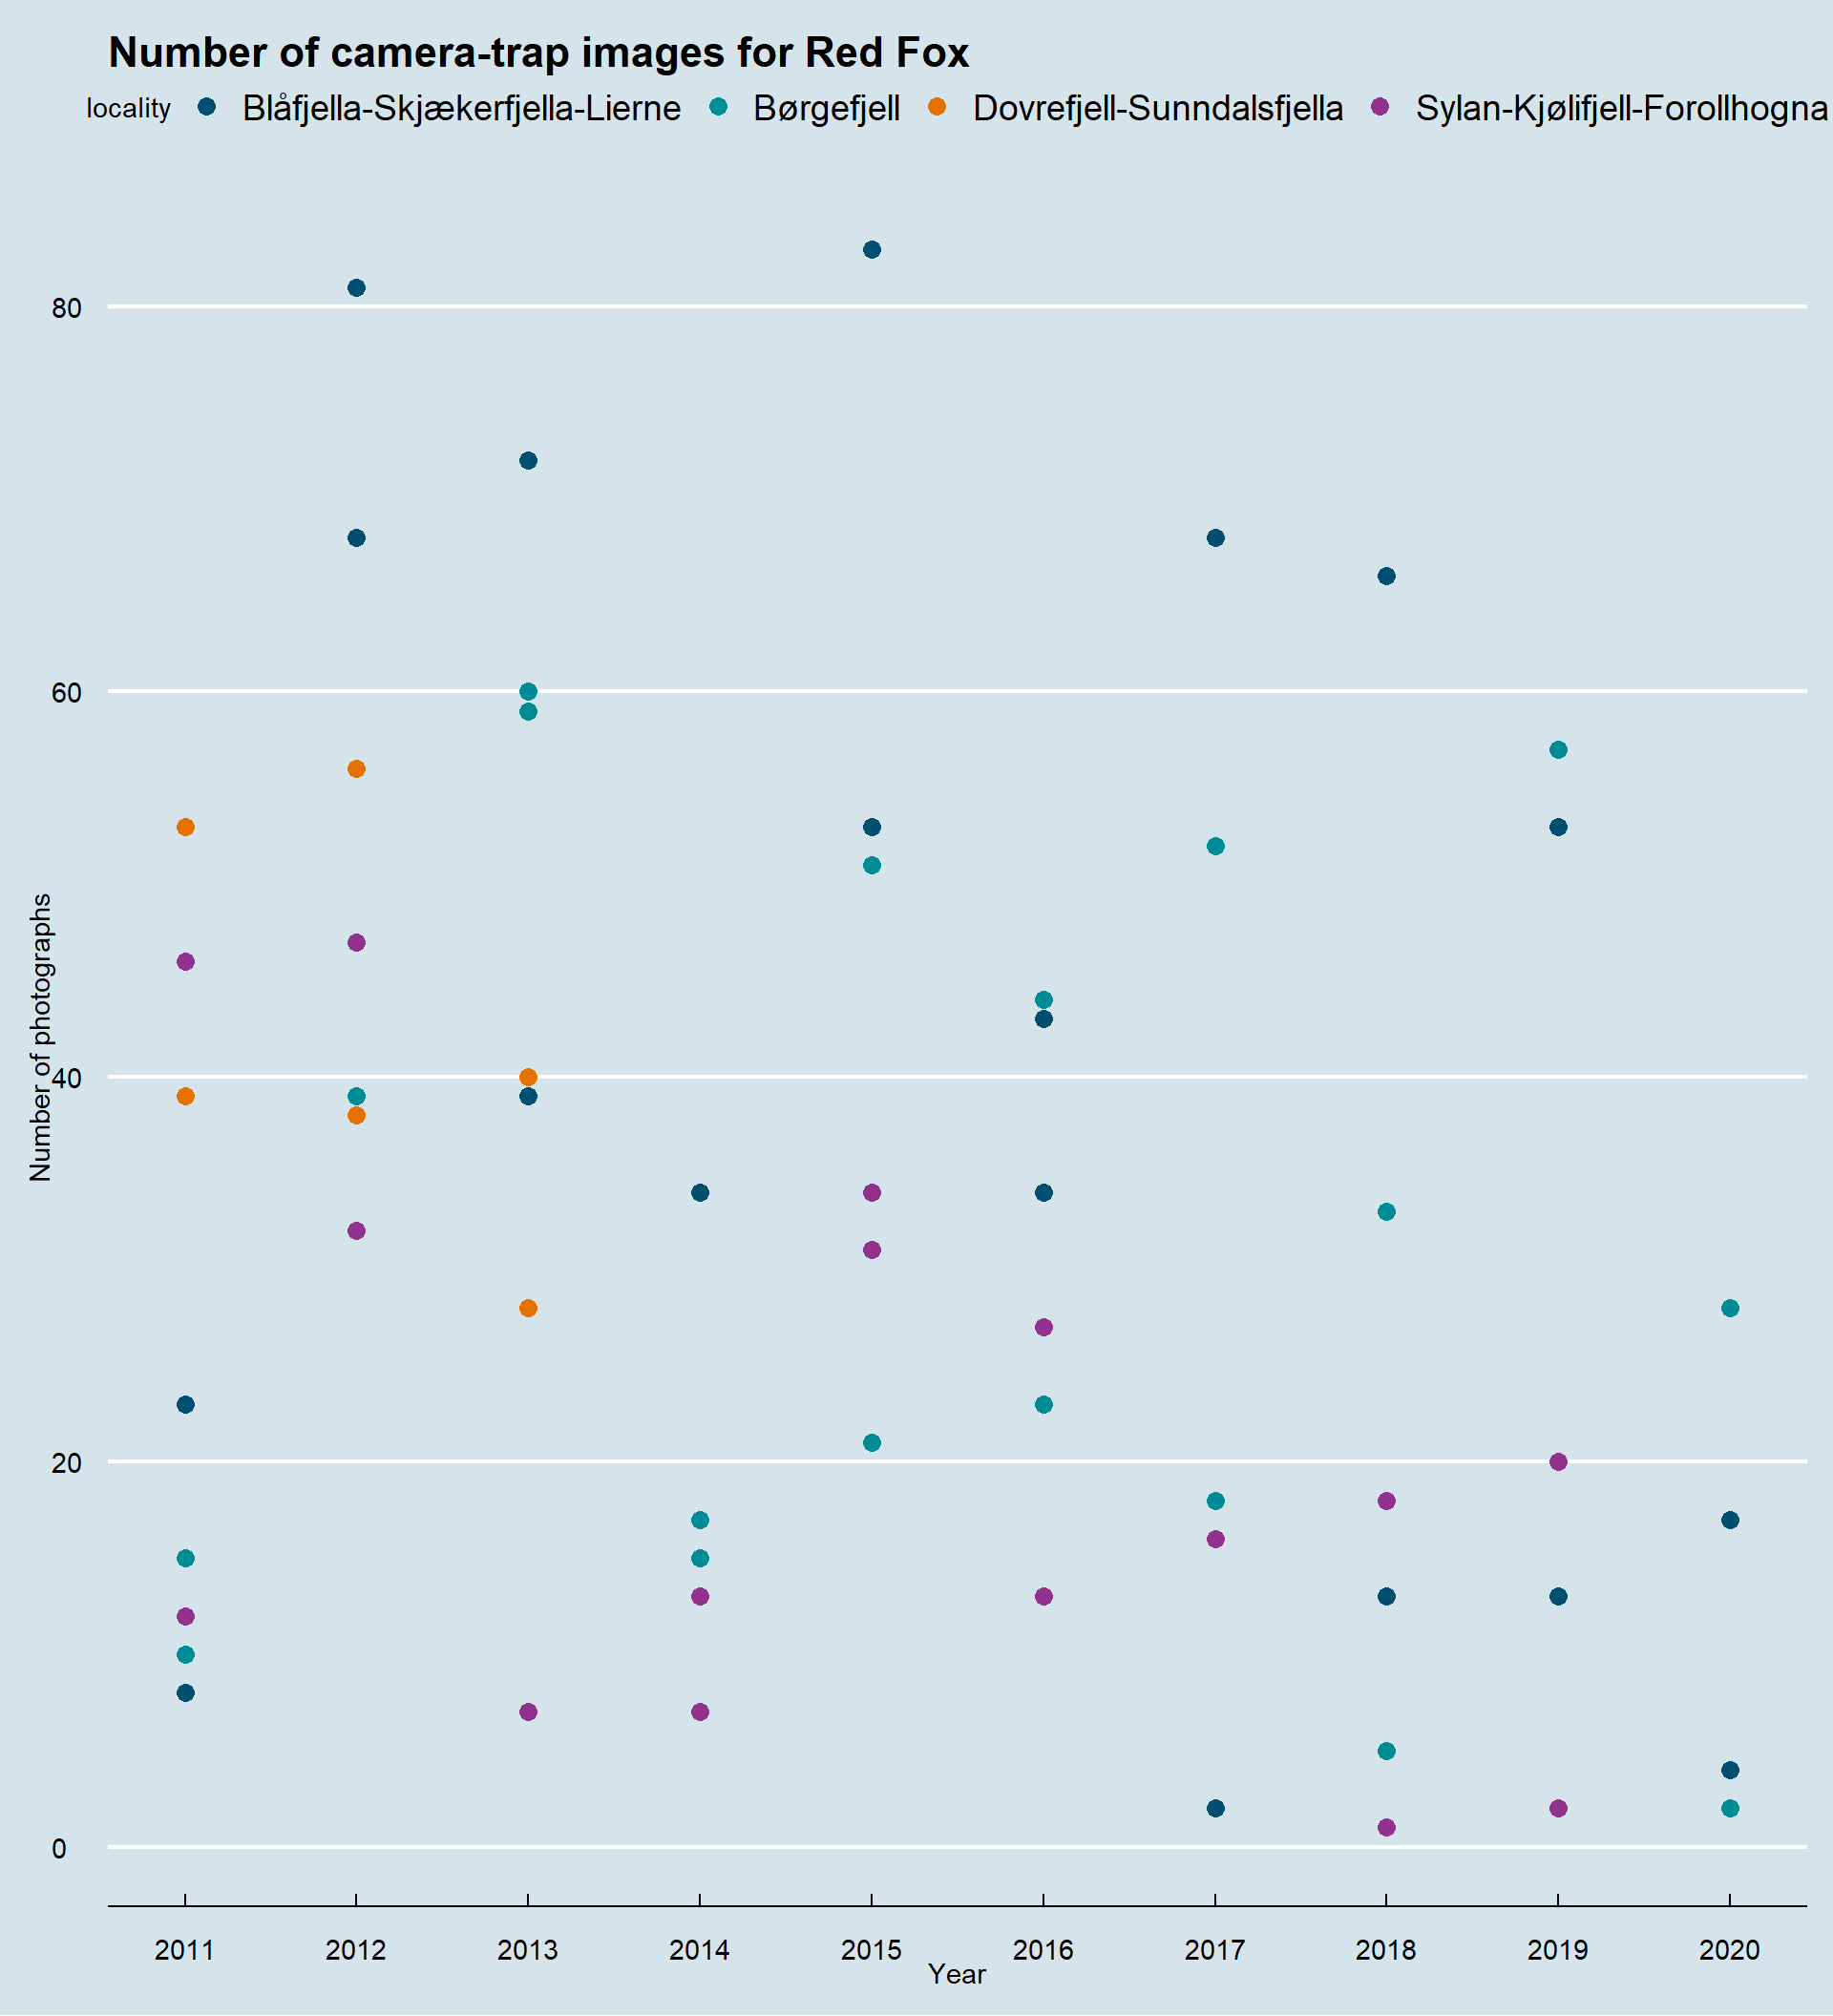 Number of camera-trap images for Red Fox
locality Blåfjella-Skjækerfjella-Lierne Børgefjell Dovrefjell-Sunndalsfjella Sylan-Kjølifjell-Forollhogna
80
60
40
20
0
Number of photographs
2011 2012 2013 2014 2015 2016 2017 2018 2019 2020
Year